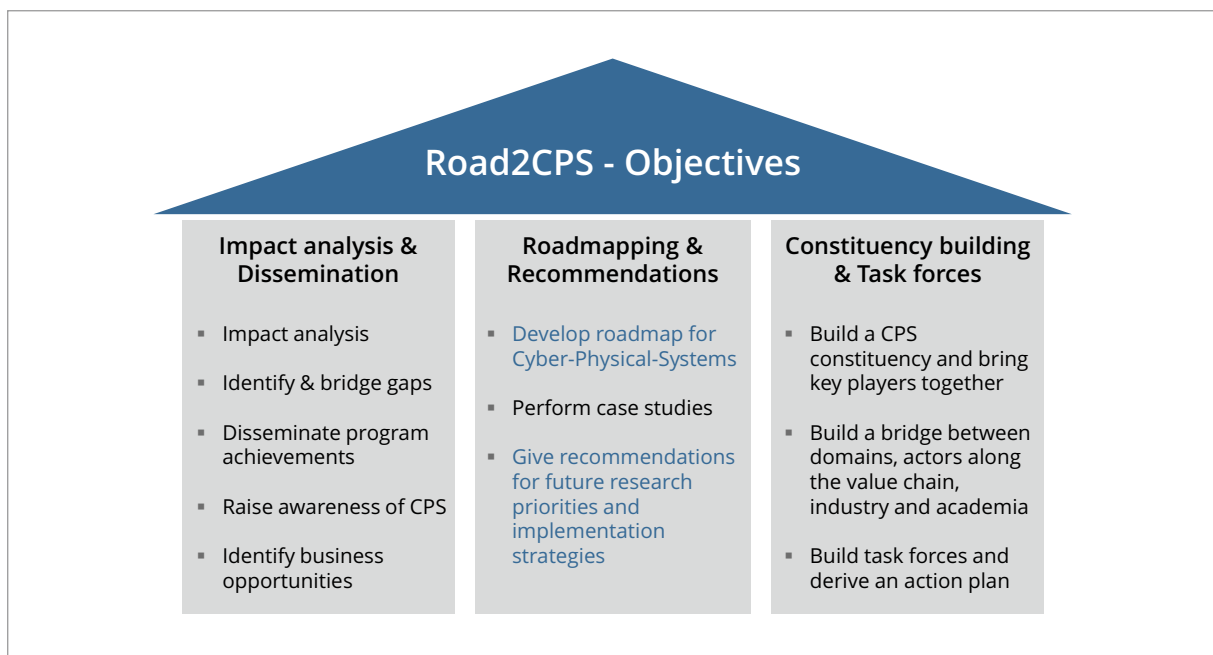 Road2CPS - Objectives
Impact analysis &
Dissemination
▪ Impact analysis
▪ Identify & bridge gaps
▪ Disseminate program
achievements
▪ Raise awareness of CPS
▪ Identify business
opportunities
Roadmapping &
Recommendations
▪ Develop roadmap for
Cyber-Physical-Systems
▪ Perform case studies
▪ Give recommendations
for future research
priorities and
implementation
strategies
Constituency building
& Task forces
▪ Build a CPS
constituency and bring
key players together
▪ Build a bridge between
domains, actors along
the value chain,
industry and academia
▪ Build task forces and
derive an action plan